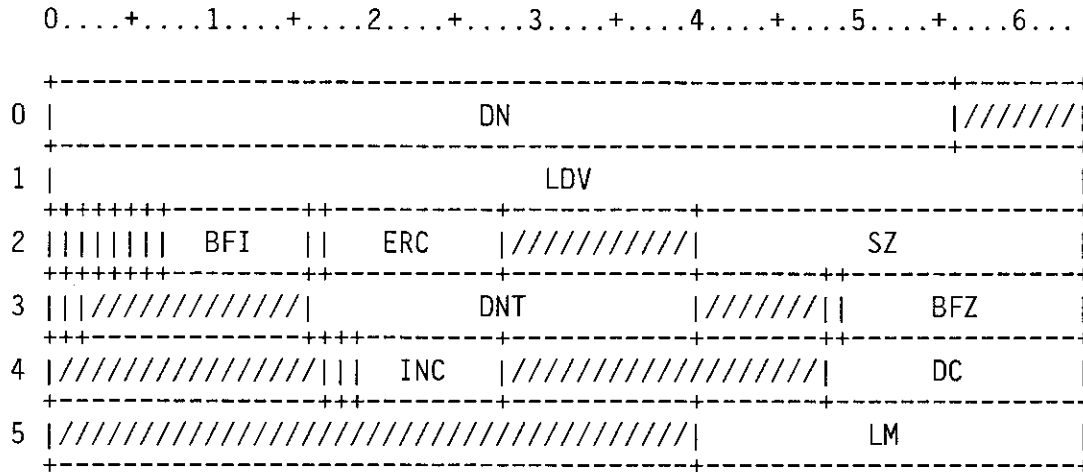 0....+....1....+....2....+....3....+....4....+....5....+....6...
+-------------------------------------------------------+-------+
0 |                          DN                           |///////|
+-------------------------------------------------------+-------+
1 |                              LDV                              |
++++++++--------++----------+-----------+-----------------------+
2 ||||||||  BFI   ||   ERC    |///////////|          SZ           |
++++++++--------++----------+-----------+-------++--------------+
3 |||/////////////|          DNT          |///////||     BFZ      |
+++-------------++++--------+-----------+-------++--------------+
4 |////////////////|||  INC   |///////////////////|      DC       |
+----------------+++--------+-----------+-------+---------------+
5 |///////////////////////////////////////|          LM           |
+---------------------------------------+-----------------------+